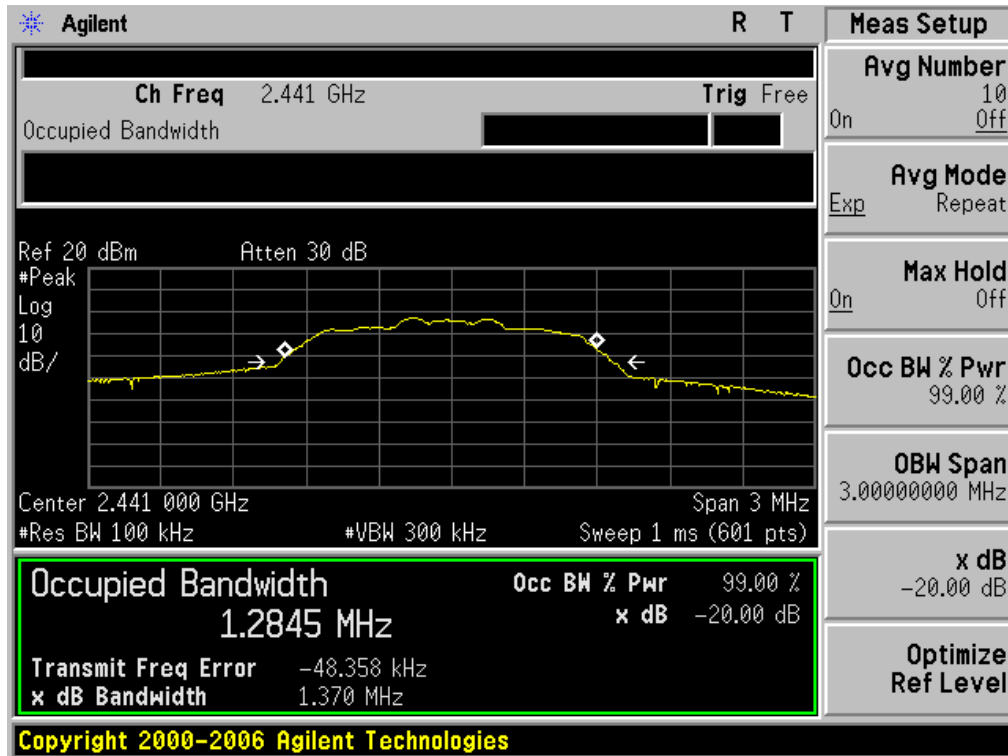 Agilent R T
Ch Freq 2.441 GHz Trig Free
Occupied Bandwidth
Ref 20 dBm Atten 30 dB
#Peak
Log
10
dB/
Center 2.441 000 GHz Span 3 MHz
#Res BW 100 kHz #VBW 300 kHz Sweep 1 ms (601 pts)
Occupied Bandwidth Occ BW % Pwr 99.00 %
1.2845 MHz x dB -20.00 dB
Transmit Freq Error -48.358 kHz
x dB Bandwidth 1.370 MHz
Copyright 2000-2006 Agilent Technologies
Meas Setup
Avg Number
10
On Off
Avg Mode
Exp Repeat
Max Hold
On Off
Occ BW % Pwr
99.00 %
OBW Span
3.00000000 MHz
x dB
-20.00 dB
Optimize
Ref Level